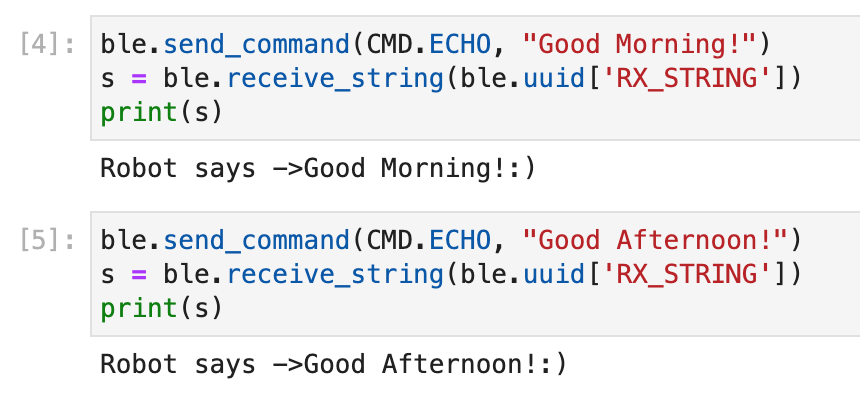 [4]: ble.send_command(CMD.ECHO, "Good Morning!")
s = ble.receive_string(ble.uuid['RX_STRING'])
print(s)
Robot says ->Good Morning!:)
[5]: ble.send_command(CMD.ECHO, "Good Afternoon!")
s = ble.receive_string(ble.uuid['RX_STRING'])
print(s)
Robot says ->Good Afternoon!:)